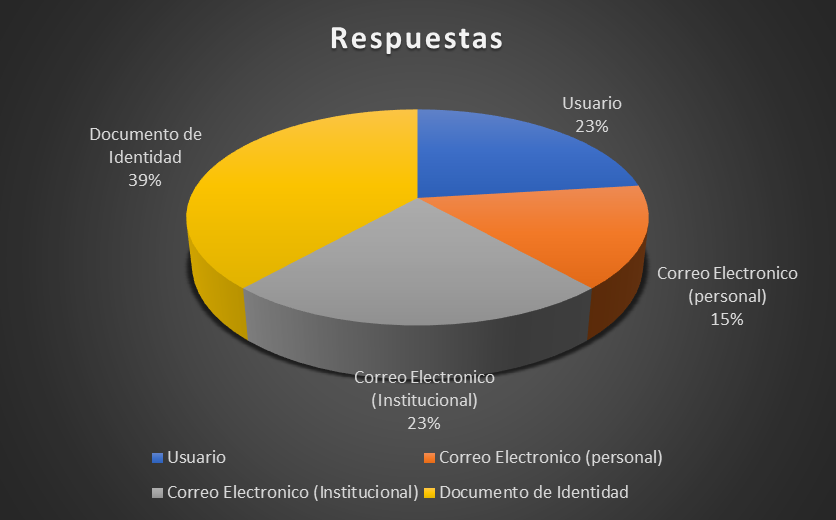 Respuestas
Usuario
23%
Documento de
Identidad
39%
Correo Electronico
(personal)
15%
Correo Electronico
(Institucional)
23%
Usuario
Correo Electronico (personal)
Correo Electronico (Institucional)
Documento de Identidad